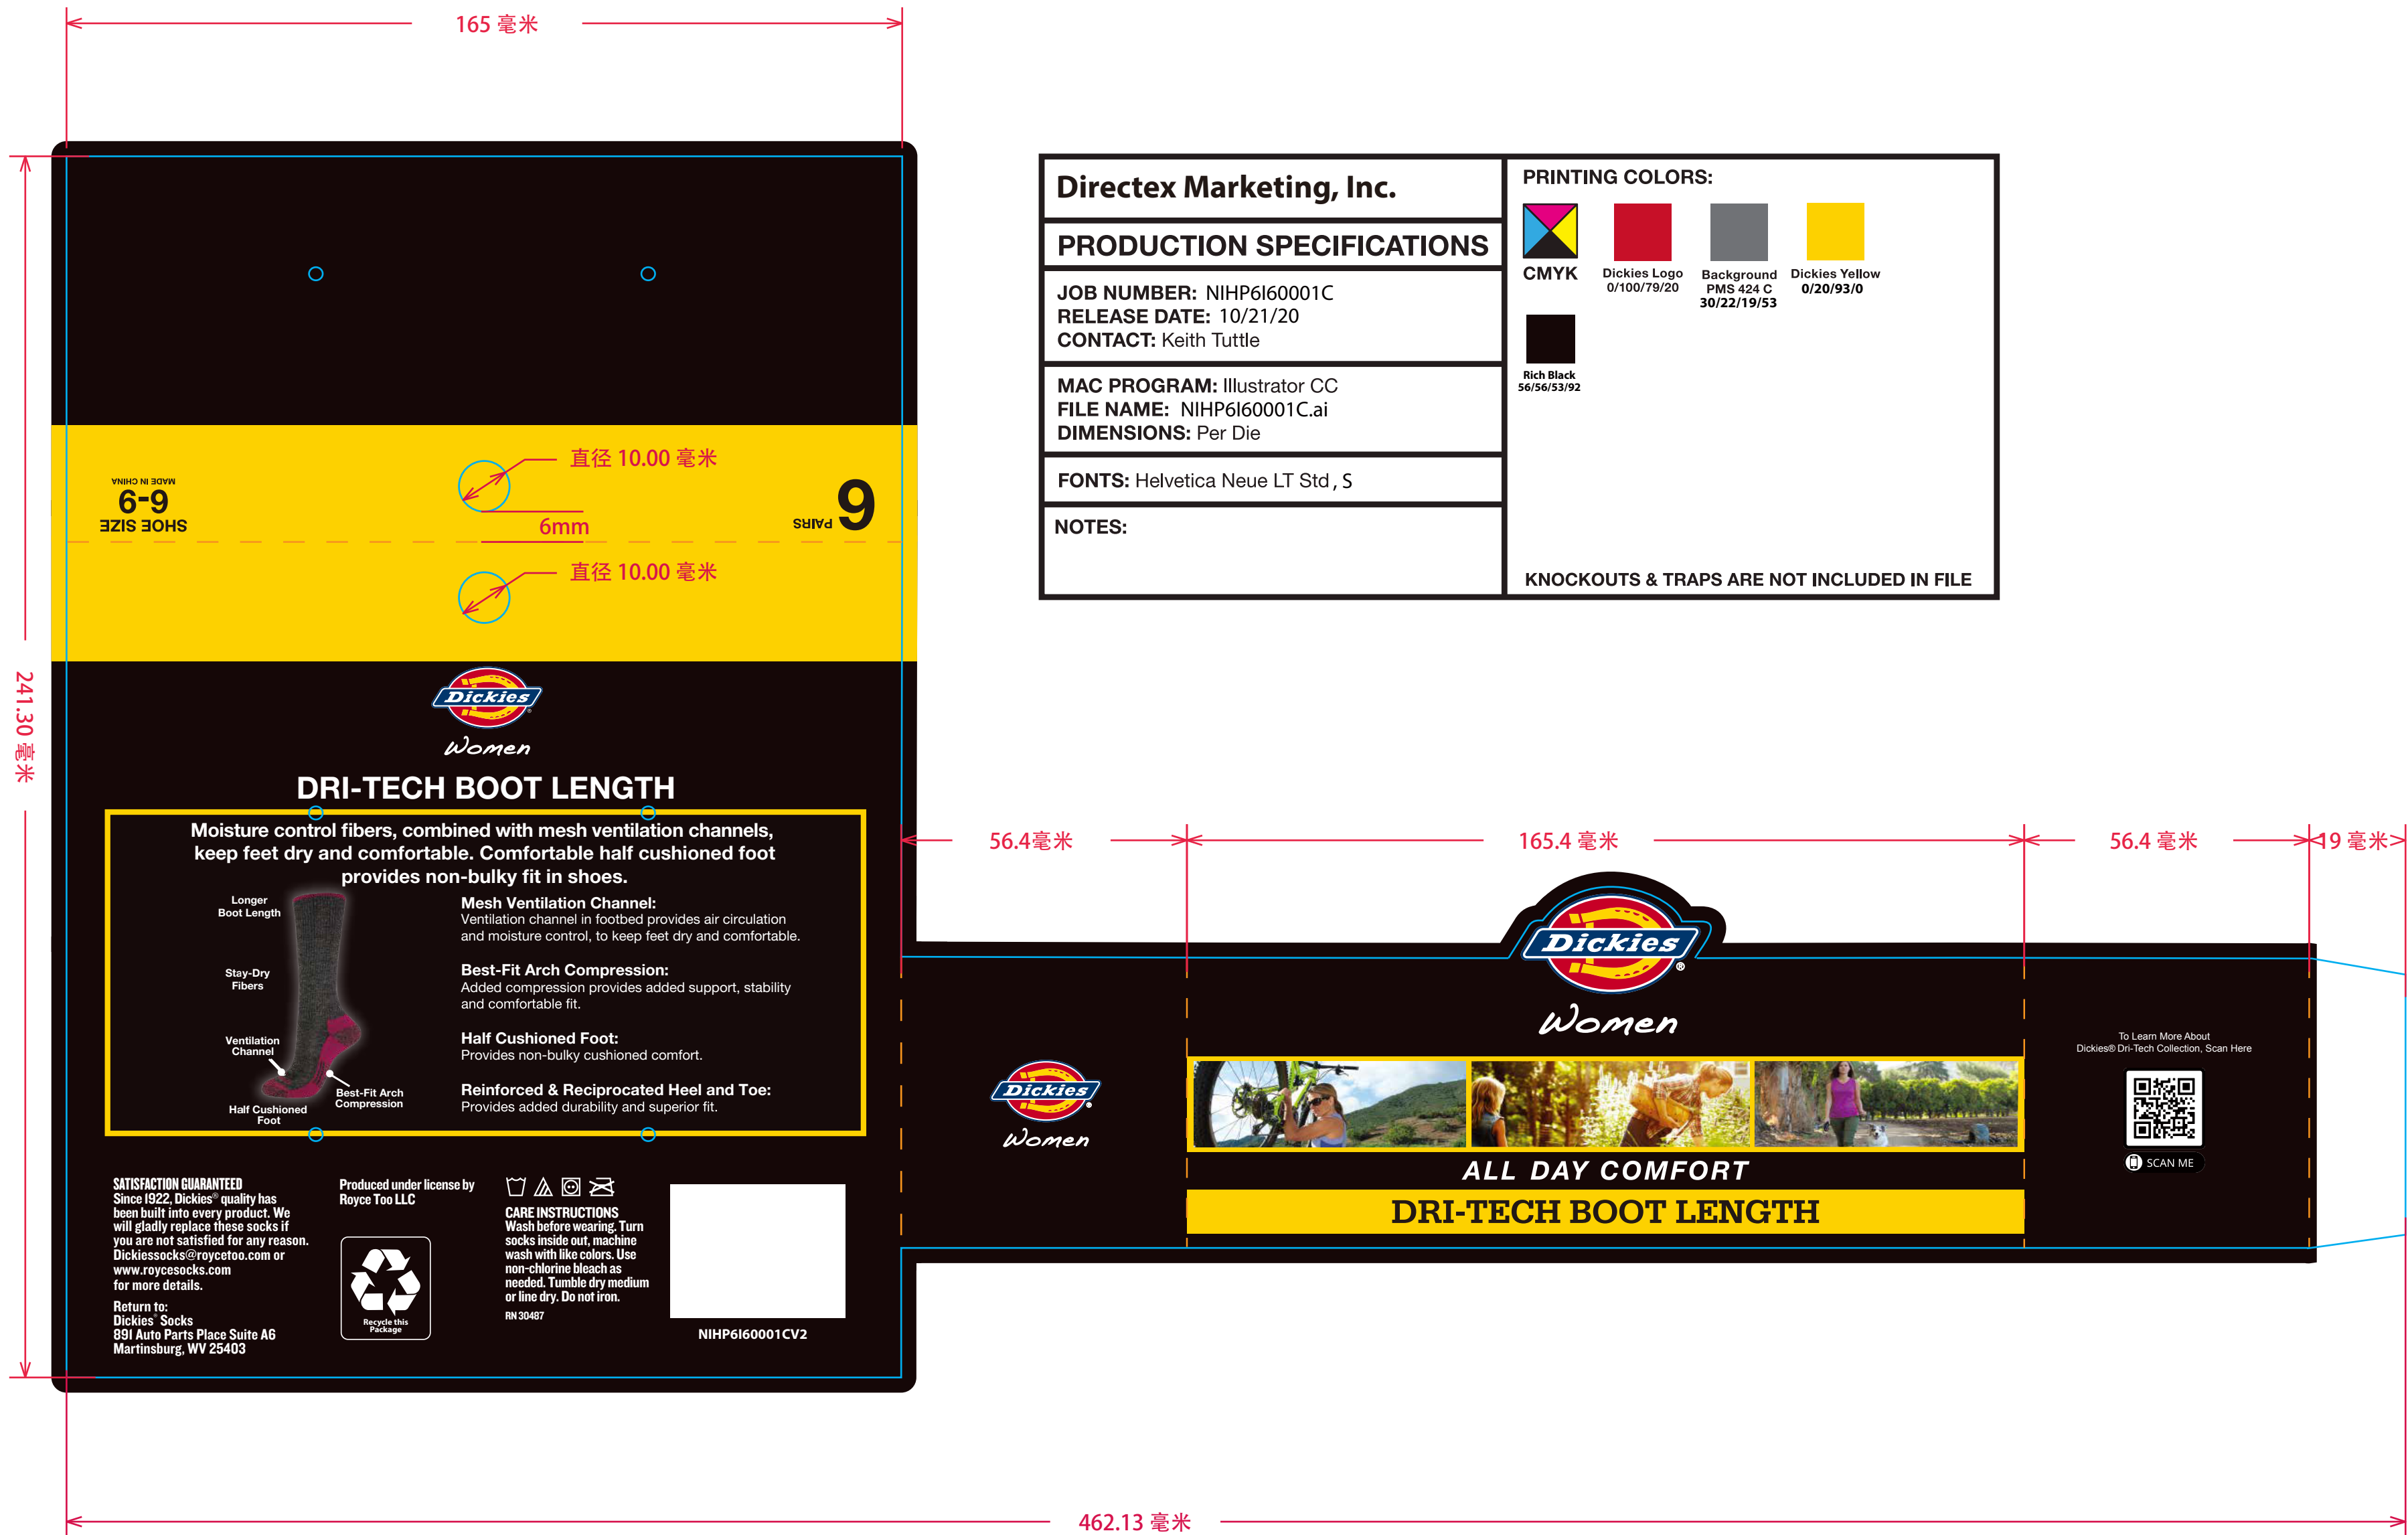 165 毫米
241.30 毫米
MADE IN CHINA
6-9
SHOE SIZE
直径 10.00 毫米
6mm
直径 10.00 毫米
6
PAIRS
Dickies®
Women
DRI-TECH BOOT LENGTH
Moisture control fibers, combined with mesh ventilation channels,
keep feet dry and comfortable. Comfortable half cushioned foot
provides non-bulky fit in shoes.
Longer
Boot Length
Stay-Dry
Fibers
Ventilation
Channel
Best-Fit Arch
Compression
Half Cushioned
Foot
Mesh Ventilation Channel:
Ventilation channel in footbed provides air circulation
and moisture control, to keep feet dry and comfortable.
Best-Fit Arch Compression:
Added compression provides added support, stability
and comfortable fit.
Half Cushioned Foot:
Provides non-bulky cushioned comfort.
Reinforced & Reciprocated Heel and Toe:
Provides added durability and superior fit.
SATISFACTION GUARANTEED
Since 1922, Dickies® quality has
been built into every product. We
will gladly replace these socks if
you are not satisfied for any reason.
Dickiessocks@roycetoo.com or
www.roycesocks.com
for more details.
Return to:
Dickies® Socks
891 Auto Parts Place Suite A6
Martinsburg, WV 25403
Produced under license by
Royce Too LLC
Recycle this
Package
CARE INSTRUCTIONS
Wash before wearing. Turn
socks inside out, machine
wash with like colors. Use
non-chlorine bleach as
needed. Tumble dry medium
or line dry. Do not iron.
RN 30487
NIHP6I60001CV2
Directex Marketing, Inc.
PRODUCTION SPECIFICATIONS
JOB NUMBER: NIHP6I60001C
RELEASE DATE: 10/21/20
CONTACT: Keith Tuttle
MAC PROGRAM: Illustrator CC
FILE NAME: NIHP6I60001C.ai
DIMENSIONS: Per Die
FONTS: Helvetica Neue LT Std, S
NOTES:
PRINTING COLORS:
CMYK
Dickies Logo
0/100/79/20
Background
PMS 424 C
30/22/19/53
Dickies Yellow
0/20/93/0
Rich Black
56/56/53/92
KNOCKOUTS & TRAPS ARE NOT INCLUDED IN FILE
56.4毫米
165.4 毫米
56.4 毫米
19 毫米
Dickies®
Women
Dickies®
Women
ALL DAY COMFORT
DRI-TECH BOOT LENGTH
To Learn More About
Dickies® Dri-Tech Collection, Scan Here
SCAN ME
462.13 毫米